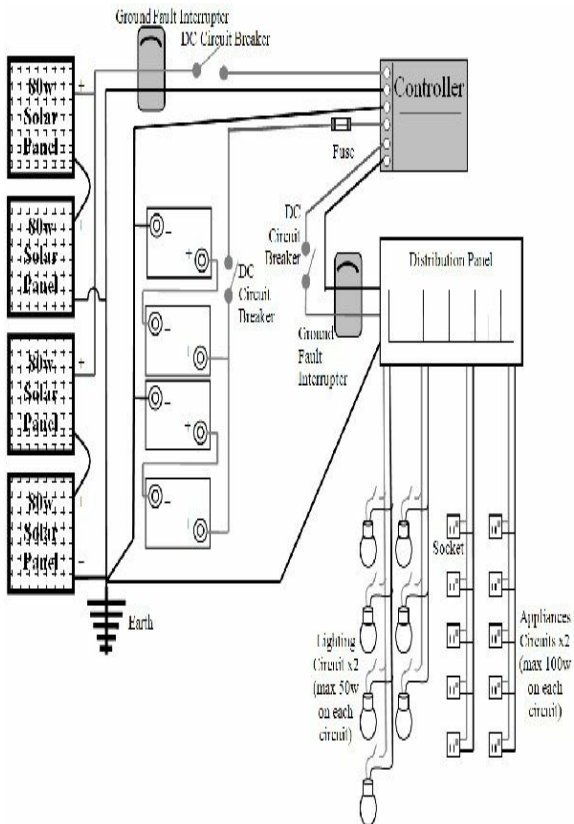 Ground Fault Interrupter
DC Circuit Breaker
80w
Solar
Panel
+
80w
Solar
Panel
80w
Solar
Panel
+
80w
Solar
Panel
-
Controller
Fuse
-
+
-
-
+
-
DC
Circuit
Breaker
DC
Circuit
Breaker
Ground
Fault
Interrupter
Distribution Panel
Earth
Socket
Lighting
Circuit x2
(max 50w
on each
circuit)
Appliances
Circuits x2
(max 100w
on each
circuit)